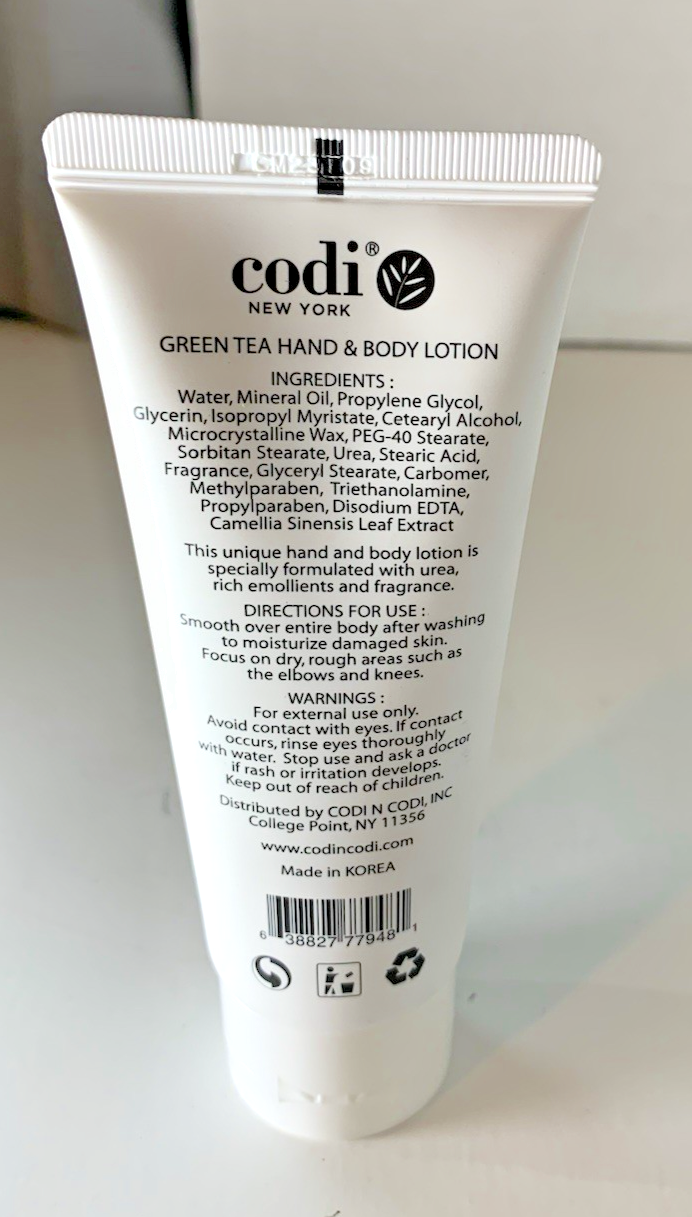 codi®
NEW YORK
GREEN TEA HAND & BODY LOTION
INGREDIENTS :
Water, Mineral Oil, Propylene Glycol,
Glycerin, Isopropyl Myristate, Cetearyl Alcohol,
Microcrystalline Wax, PEG-40 Stearate,
Sorbitan Stearate, Urea, Stearic Acid,
Fragrance, Glyceryl Stearate, Carbomer,
Methylparaben, Triethanolamine,
Propylparaben, Disodium EDTA,
Camellia Sinensis Leaf Extract
This unique hand and body lotion is
specially formulated with urea,
rich emollients and fragrance.
DIRECTIONS FOR USE :
Smooth over entire body after washing
to moisturize damaged skin.
Focus on dry, rough areas such as
the elbows and knees.
WARNINGS :
For external use only.
Avoid contact with eyes. If contact
occurs, rinse eyes thoroughly
with water. Stop use and ask a doctor
if rash or irritation develops.
Keep out of reach of children.
Distributed by CODI N CODI, INC
College Point, NY 11356
www.codincodi.com
Made in KOREA
6 38827 77948 1